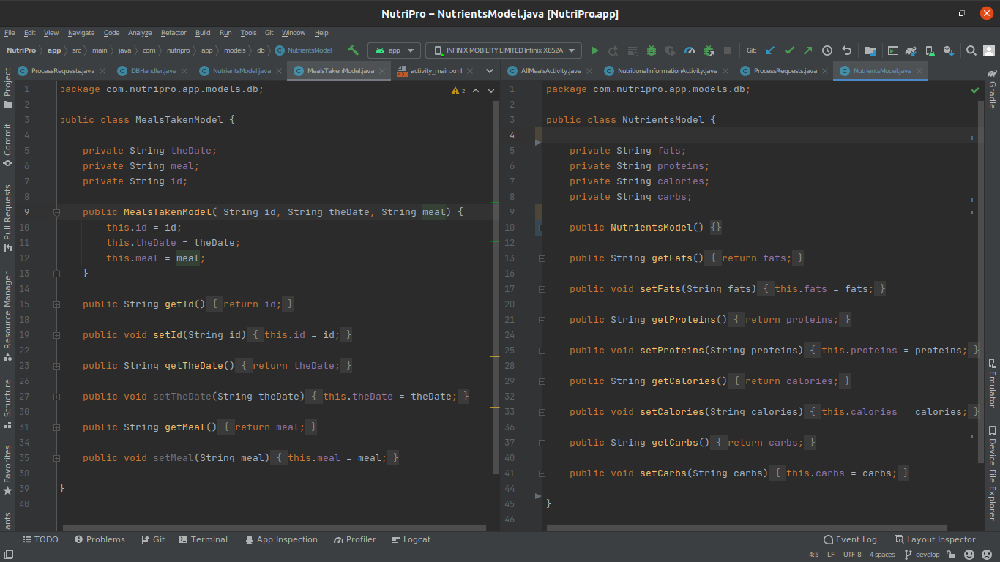 NutriPro – NutrientsModel.java [NutriPro.app]
File Edit View Navigate Code Analyze Refactor Build Run Tools Git Window Help
NutriPro app src main java com nutripro app models db NutrientsModel app INFINIX MOBILITY LIMITED Infinix X652A Git:
ProcessRequests.java DBHandler.java NutrientsModel.java MealsTakenModel.java activity_main.xml
AllMealsActivity.java NutritionalInformationActivity.java ProcessRequests.java NutrientsModel.java
Project
Commit
Pull Requests
Resource Manager
Structure
Favorites
iants
1 package com.nutripro.app.models.db; 2
2
3 public class MealsTakenModel {
4
5 private String theDate;
6 private String meal;
7 private String id;
8
9 public MealsTakenModel( String id, String theDate, String meal) {
10 this.id = id;
11 this.theDate = theDate;
12 this.meal = meal;
13 }
14
15 public String getId() { return id; }
18
19 public void setId(String id) { this.id = id; }
22
23 public String getTheDate() { return theDate; }
26
27 public void setTheDate(String theDate) { this.theDate = theDate; }
30
31 public String getMeal() { return meal; }
34
35 public void setMeal(String meal) { this.meal = meal; }
38
39 }
40
1 package com.nutripro.app.models.db;
2
3 public class NutrientsModel {
4
5 private String fats;
6 private String proteins;
7 private String calories;
8 private String carbs;
9
10 public NutrientsModel() {}
12
13 public String getFats() { return fats; }
16
17 public void setFats(String fats) { this.fats = fats; }
20
21 public String getProteins() { return proteins; }
24
25 public void setProteins(String proteins) { this.proteins = proteins; }
28
29 public String getCalories() { return calories; }
32
33 public void setCalories(String calories) { this.calories = calories; }
36
37 public String getCarbs() { return carbs; }
40
41 public void setCarbs(String carbs) { this.carbs = carbs; }
44
45 }
46
Gradle
Emulator
Device File Explorer
TODO Problems Git Terminal App Inspection Profiler Logcat Event Log Layout Inspector
4:5 LF UTF-8 4 spaces develop